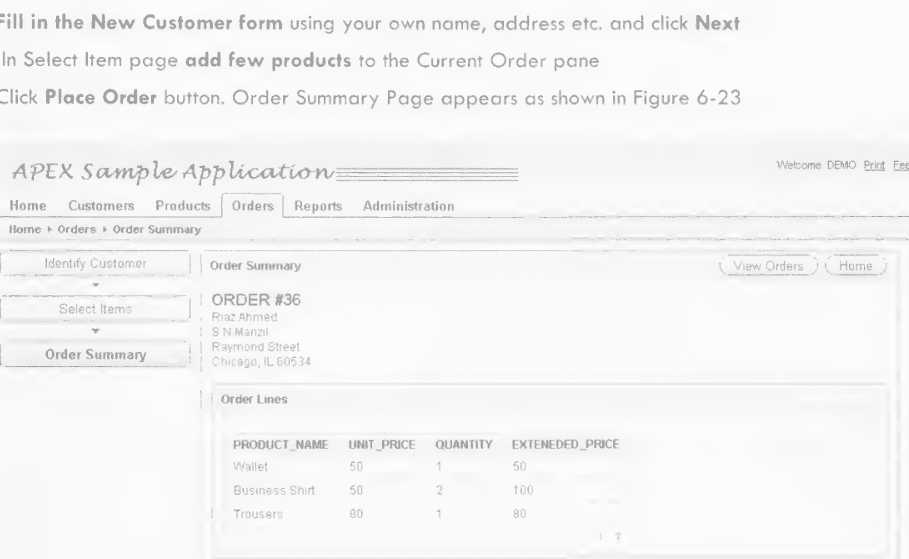 Fill in the New Customer form using your own name, address etc. and click Next
In Select Item page add few products to the Current Order pane
Click Place Order button. Order Summary Page appears as shown in Figure 6-23
APEX Sample Application
Welcome: DEMO Print
Home Customers Products Orders Reports Administration
Home Orders Order Summary
Identify Customer
Select Items
Order Summary
Order Summary
View Orders Home
ORDER #36
Riaz Ahmed
S N Manzil
Raymond Street
Chicago, IL 60534
Order Lines
PRODUCT_NAME UNIT_PRICE QUANTITY EXTENEDED_PRICE
Wallet 50 1 50
Business Shirt 50 2 100
Trousers 80 1 80